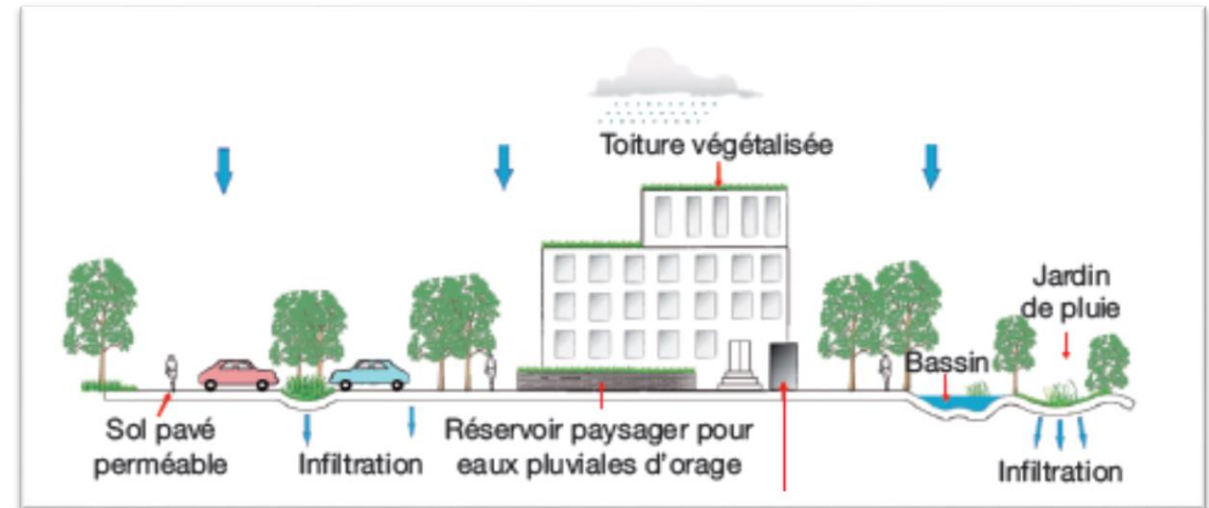 Toiture végétalisée
Jardin
de pluie
Bassin
Sol pavé
perméable
Infiltration
Réservoir paysager pour
eaux pluviales d'orage
Infiltration